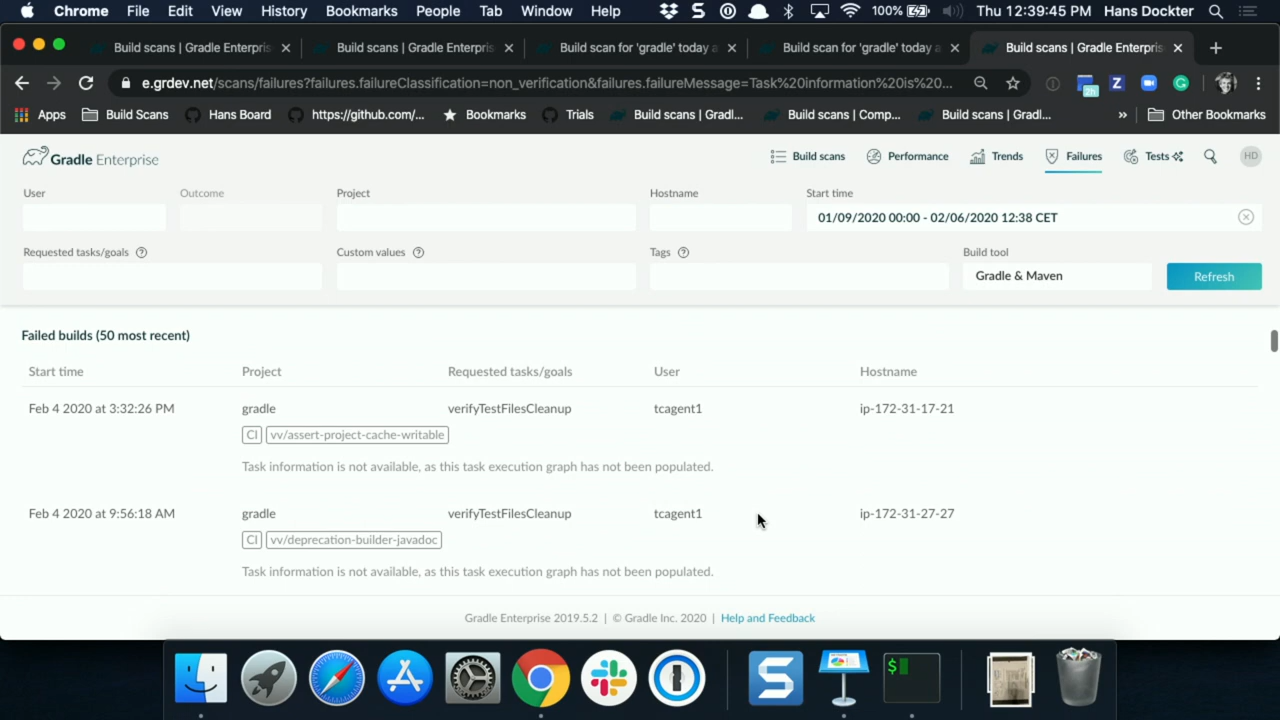 Chrome File Edit View History Bookmarks People Tab Window Help 100% Thu 12:39:45 PM Hans Dockter
Build scans | Gradle Enterpris
Build scans | Gradle Enterpris
Build scan for 'gradle' today a
Build scan for 'gradle' today a
Build scans | Gradle Enterpris
e.grdev.net/scans/failures?failures.failureClassification=non_verification&failures.failureMessage=Task%20information%20is%20...
2h Z
Apps Build Scans Hans Board https://github.com/... Bookmarks Trials Build scans | Gradl... Build scans | Comp... Build scans | Gradl... » Other Bookmarks
Gradle Enterprise Build scans Performance Trends Failures Tests HD
User Outcome Project Hostname Start time
01/09/2020 00:00 - 02/06/2020 12:38 CET
Requested tasks/goals ? Custom values ? Tags ? Build tool
Gradle & Maven Refresh
Failed builds (50 most recent)
Start time Project Requested tasks/goals User Hostname
Feb 4 2020 at 3:32:26 PM gradle verifyTestFilesCleanup tcagent1 ip-172-31-17-21
CI vv/assert-project-cache-writable
Task information is not available, as this task execution graph has not been populated.
Feb 4 2020 at 9:56:18 AM gradle verifyTestFilesCleanup tcagent1 ip-172-31-27-27
CI vv/deprecation-builder-javadoc
Task information is not available, as this task execution graph has not been populated.
Gradle Enterprise 2019.5.2 | © Gradle Inc. 2020 | Help and Feedback
S $